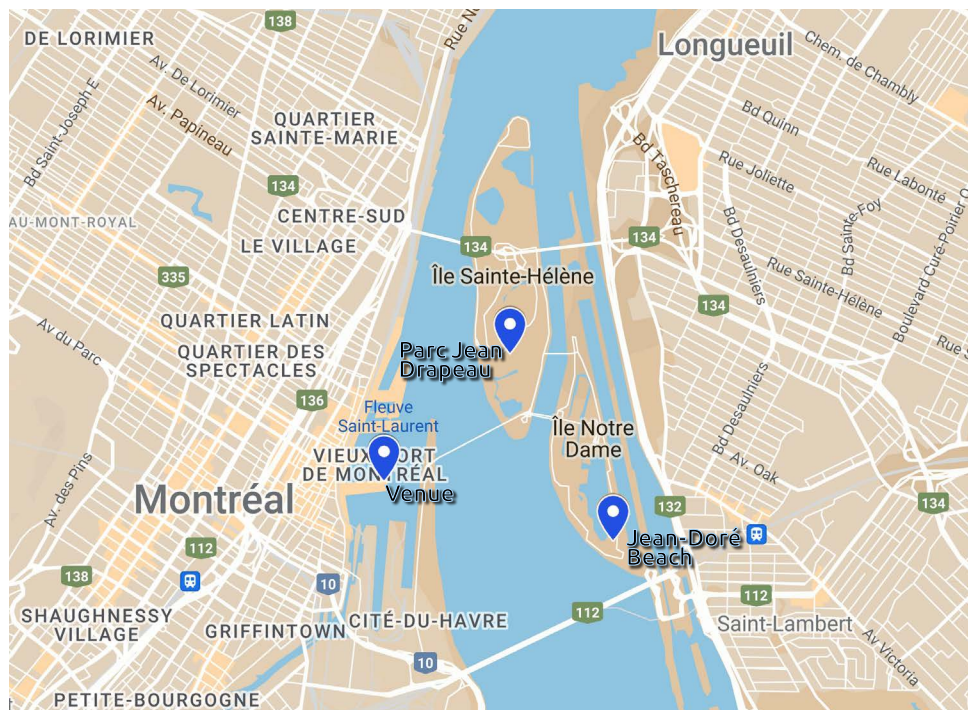 138
DE LORIMIER
Longueuil
Chem. de Chambly
Av. De Lorimier
Av. Papineau
Bd Saint-Joseph E
QUARTIER
SAINTE-MARIE
Bd Quinn
Bd Taschereau
Rue Joliette
Rue Labonté
134
AU-MONT-ROYAL
CENTRE-SUD
LE VILLAGE
134
134
Bd Desaulniers
Bd Sainte-Foy
Boulevard Curé-Poirier O
335
Île Sainte-Hélène
Rue Sainte-Hélène
134
QUARTIER LATIN
Av du Parc
QUARTIER DES
SPECTACLES
Parc Jean
Drapeau
136
Fleuve
Saint-Laurent
Île Notre
Dame
Bd Desaulniers
VIEUX-PORT
DE MONTRÉAL
Av. Oak
Av. des Pins
Montréal
Venue
132
134
Jean-Doré
Beach
112
138
10
112
112
SHAUGHNESSY
VILLAGE
GRIFFINTOWN
CITÉ-DU-HAVRE
Saint-Lambert
Av Victoria
10
PETITE-BOURGOGNE